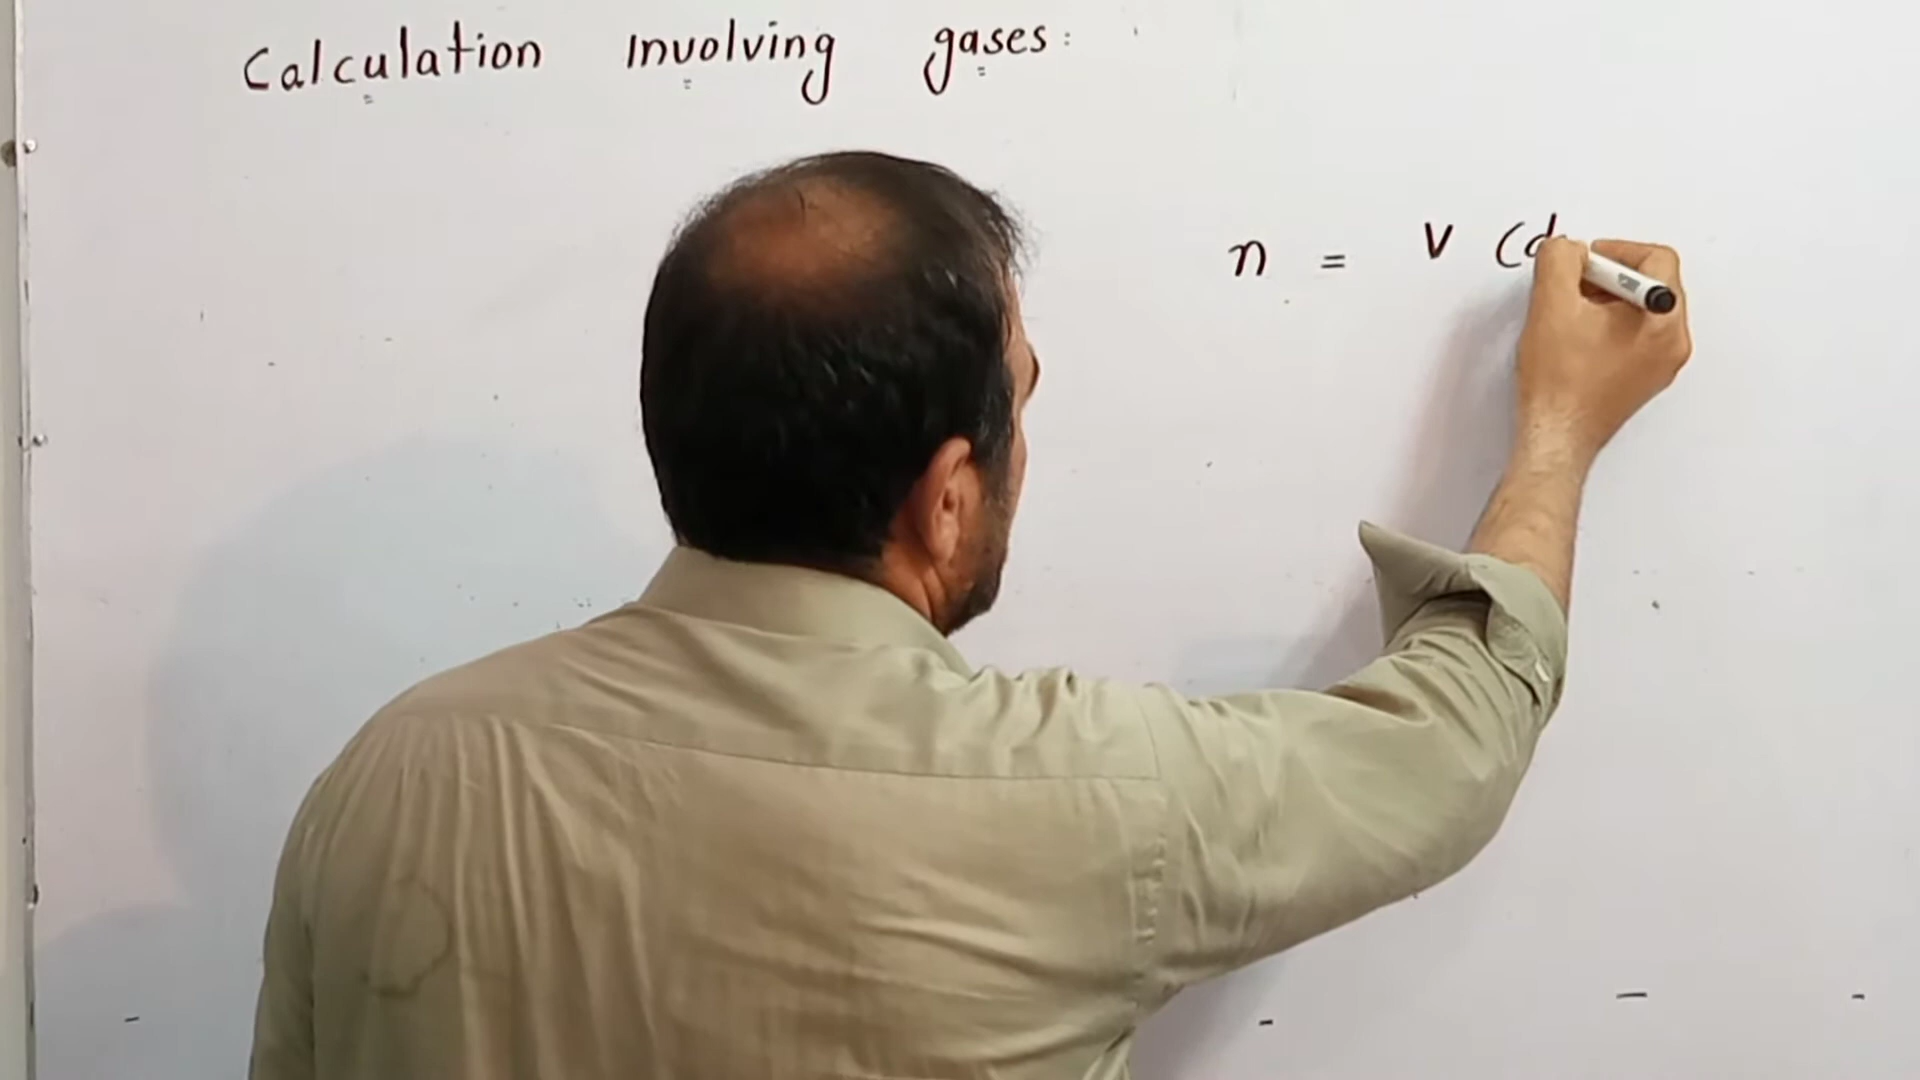 Calculation Involving gases:
n = V (d